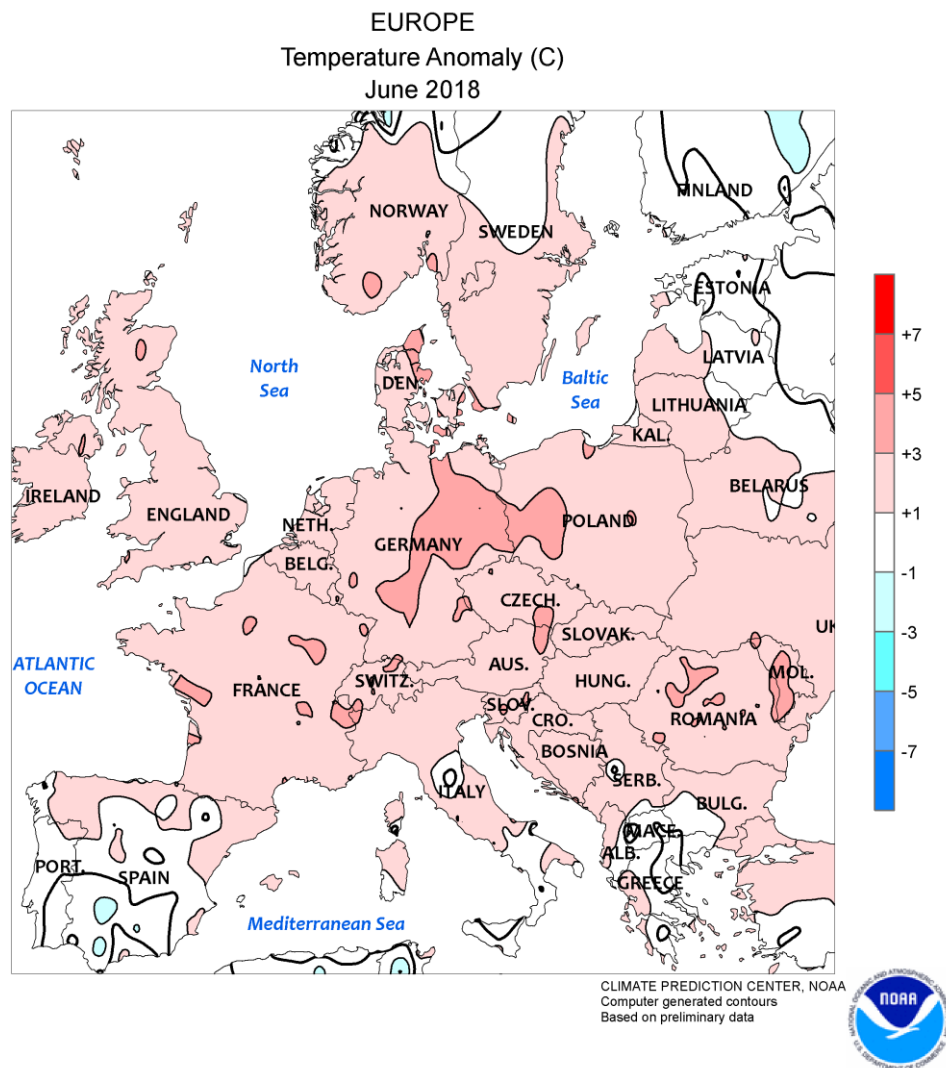 EUROPE
Temperature Anomaly (C)
June 2018
NORWAY
FINLAND
SWEDEN
ESTONIA
North
Sea
DEN.
Baltic
Sea
LATVIA
LITHUANIA
KAL.
IRELAND
ENGLAND
NETH.
BELG.
GERMANY
POLAND
BELARUS
CZECH.
SLOVAK.
UK
ATLANTIC
OCEAN
FRANCE
SWITZ.
AUS.
HUNG.
MOL.
SLOV.
CRO.
ROMANIA
BOSNIA
SERB.
ITALY
BULG.
MACE.
ALB.
GREECE
PORT.
SPAIN
Mediterranean Sea
+7
+5
+3
+1
-1
-3
-5
-7
CLIMATE PREDICTION CENTER, NOAA
Computer generated contours
Based on preliminary data
NOAA